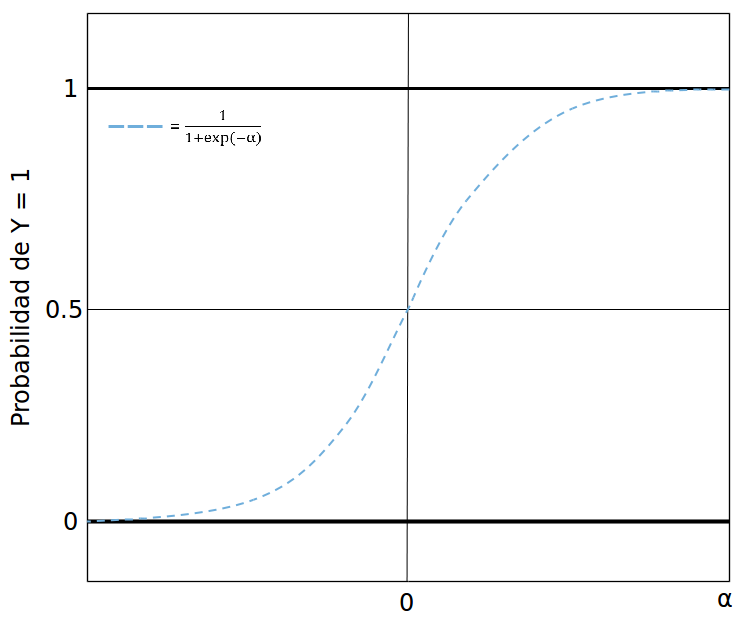 1
= 1/(1+exp(−α))
Probabilidad de Y = 1
0.5
0
0
α